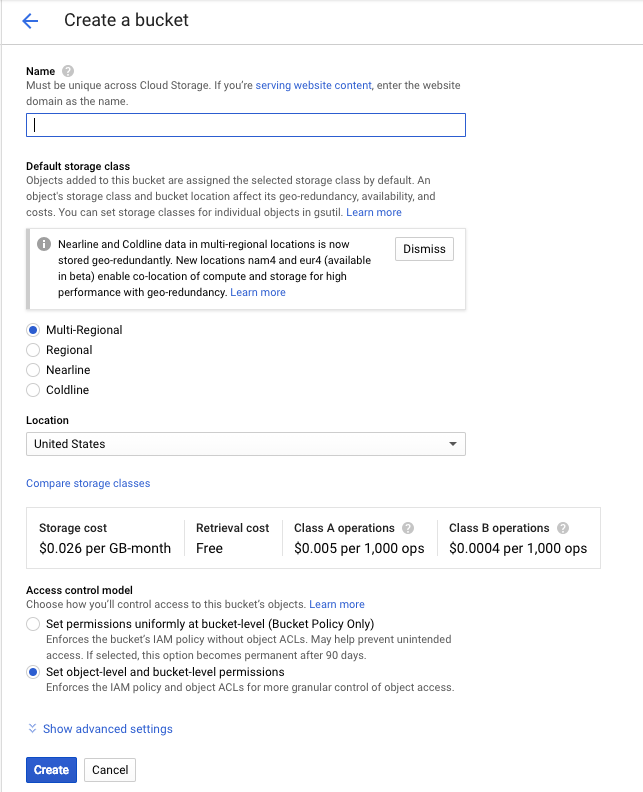 Create a bucket
Name
Must be unique across Cloud Storage. If you're serving website content, enter the website
domain as the name.
Default storage class
Objects added to this bucket are assigned the selected storage class by default. An
object's storage class and bucket location affect its geo-redundancy, availability, and
costs. You can set storage classes for individual objects in gsutil. Learn more
Nearline and Coldline data in multi-regional locations is now
stored geo-redundantly. New locations nam4 and eur4 (available
in beta) enable co-location of compute and storage for high
performance with geo-redundancy. Learn more
Dismiss
Multi-Regional
Regional
Nearline
Coldline
Location
United States
Compare storage classes
Storage cost
$0.026 per GB-month
Retrieval cost
Free
Class A operations
$0.005 per 1,000 ops
Class B operations
$0.0004 per 1,000 ops
Access control model
Choose how you'll control access to this bucket's objects. Learn more
Set permissions uniformly at bucket-level (Bucket Policy Only)
Enforces the bucket's IAM policy without object ACLs. May help prevent unintended
access. If selected, this option becomes permanent after 90 days.
Set object-level and bucket-level permissions
Enforces the IAM policy and object ACLs for more granular control of object access.
Show advanced settings
Create
Cancel